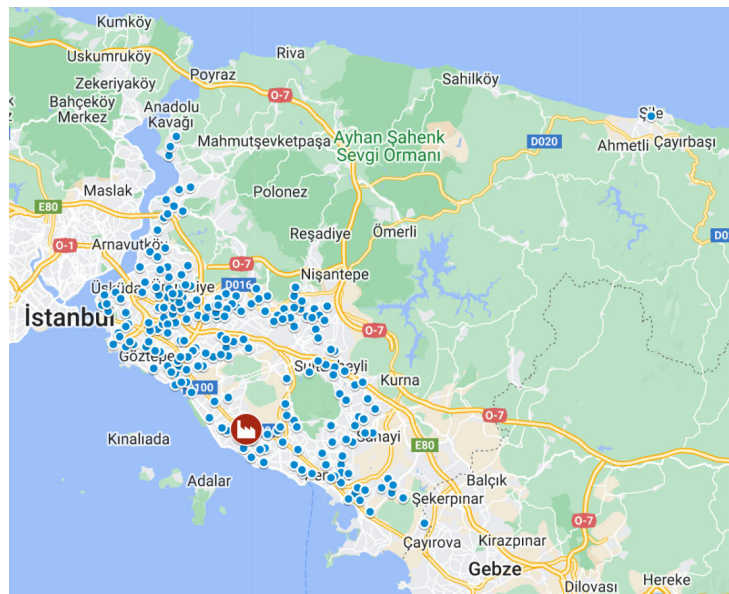 Kumköy
Uskumruköy
Riva
Poyraz
Sahilköy
Zekeriyaköy
O-7
Bahçeköy
Merkez
Anadolu
Kavağı
Şile
Mahmutşevketpaşa
Ayhan Şahenk
Sevgi Ormanı
D020
Ahmetli
Çayırbaşı
Maslak
Polonez
E80
Reşadiye
Ömerli
O-1
Arnavutköy
O-7
Nişantepe
D016
İstanbul
O-7
Göztepe
Kurna
O-7
Kınalıada
E80
Balçık
Adalar
Şekerpınar
O-7
Çayırova
Kirazpınar
Gebze
Dilovası
Hereke